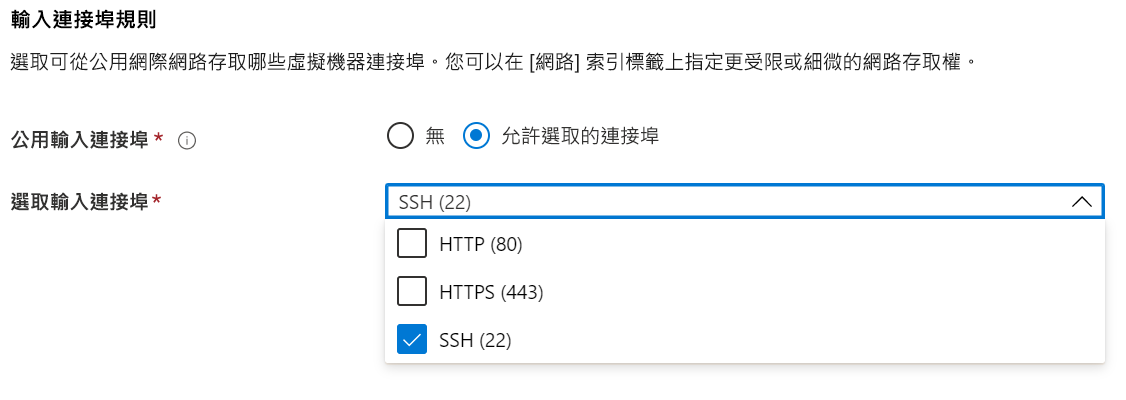 輸入連接埠規則
選取可從公用網際網路存取哪些虛擬機器連接埠。您可以在 [網路] 索引標籤上指定更受限或細微的網路存取權。
公用輸入連接埠 * 無 允許選取的連接埠
選取輸入連接埠 * SSH (22)
HTTP (80)
HTTPS (443)
SSH (22)